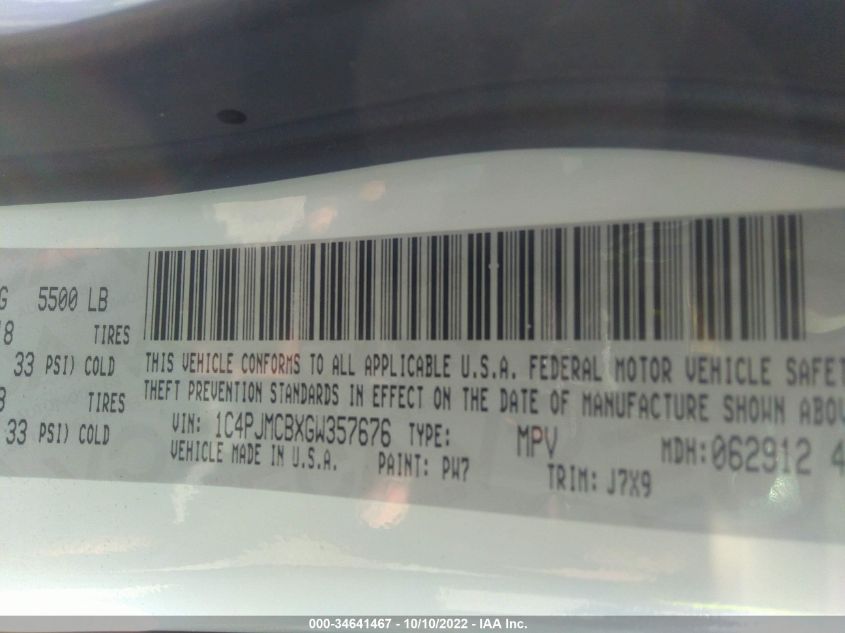 G 5500 LB
8 TIRES
33 PSI) COLD
TIRES
33 PSI) COLD
THIS VEHICLE CONFORMS TO ALL APPLICABLE U.S.A. FEDERAL MOTOR VEHICLE SAFET
THEFT PREVENTION STANDARDS IN EFFECT ON THE DATE OF MANUFACTURE SHOWN ABOV
VIN: 1C4PJMCBXGW357676 TYPE: MPV MDH:062912 4
VEHICLE MADE IN U.S.A. PAINT: PW7 TRIM: J7X9
000-34641467 - 10/10/2022 - IAA Inc.